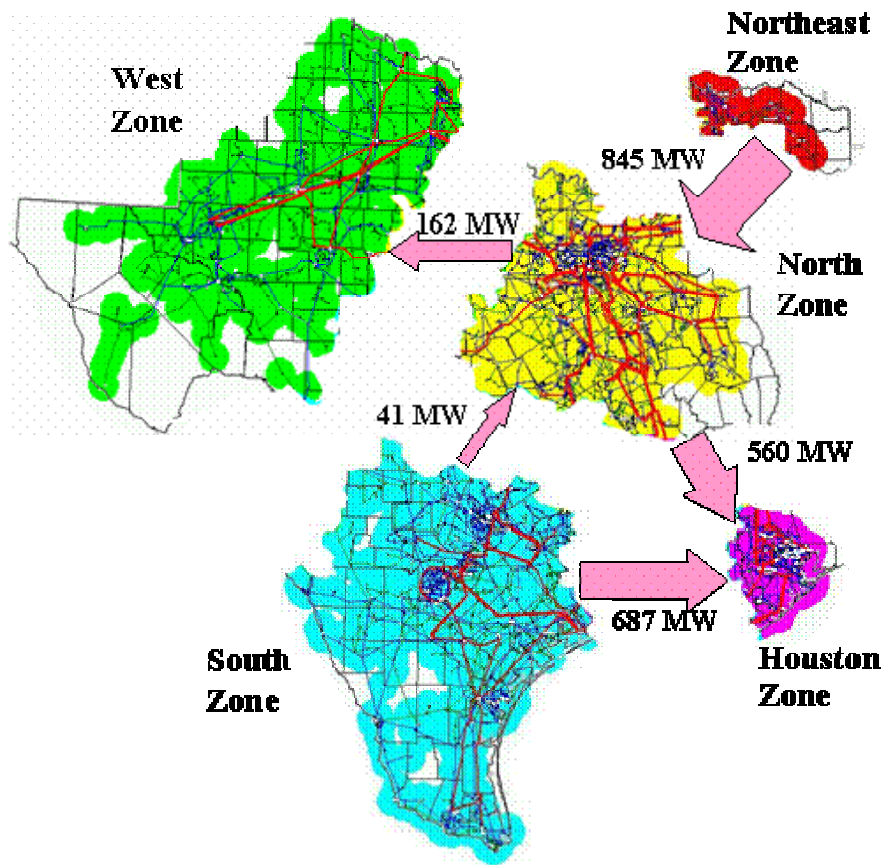 Northeast
Zone
West
Zone
845 MW
162 MW
North
Zone
41 MW
560 MW
687 MW
South
Zone
Houston
Zone